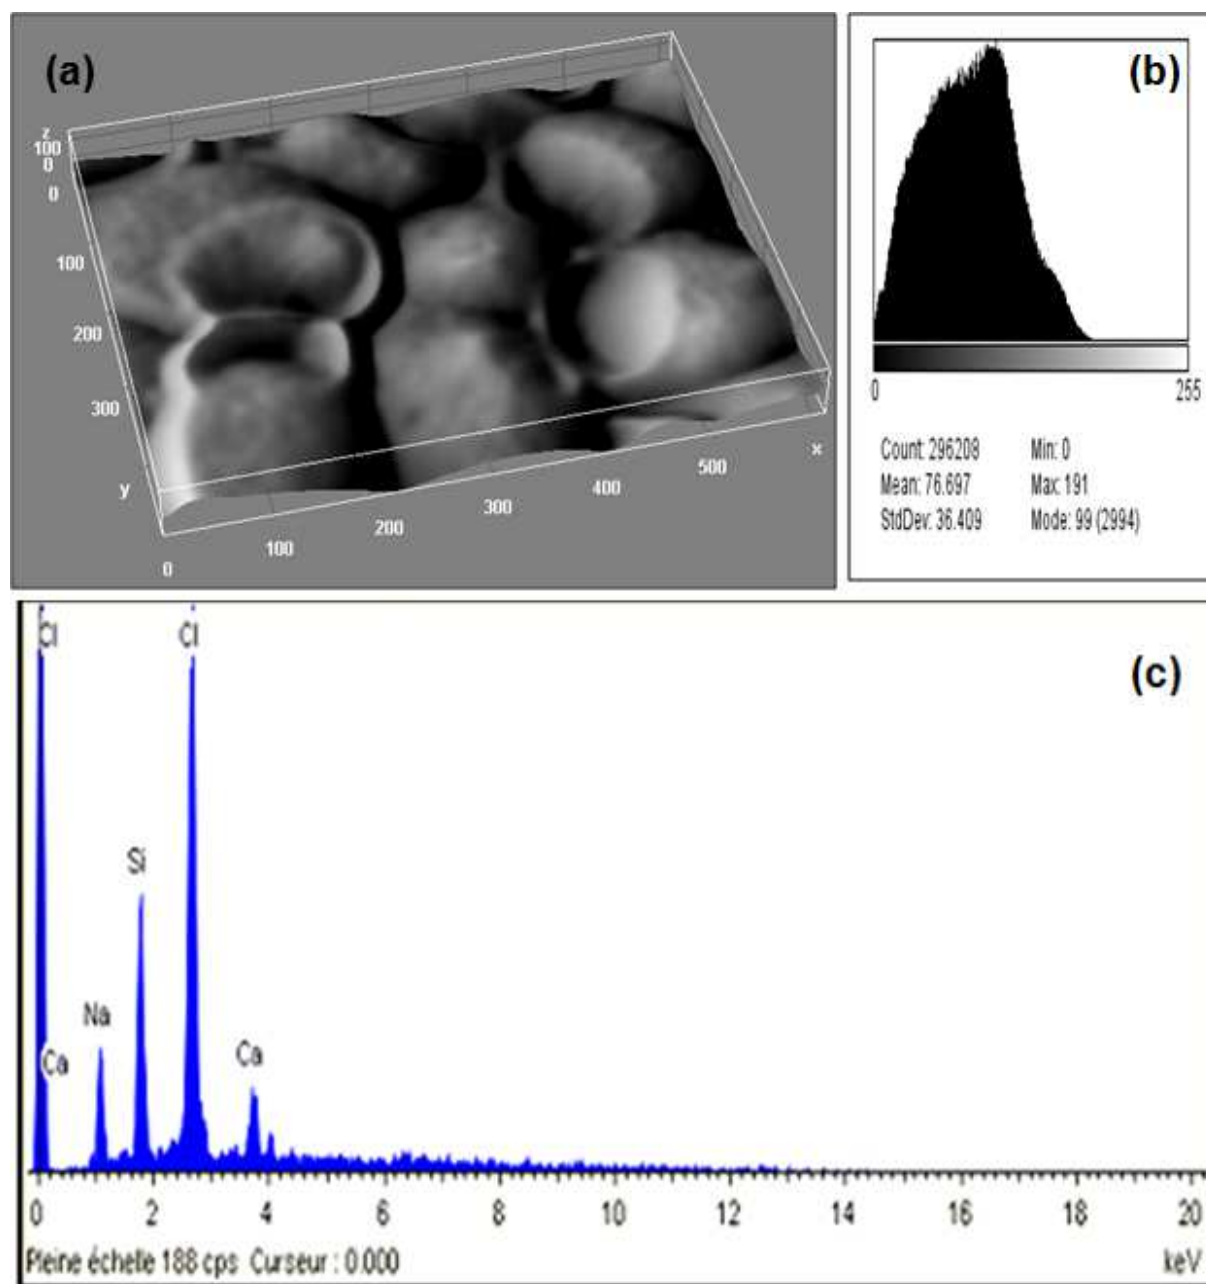 (a)
z
100
0
0
100
200
300
y
0
100
200
300
400
500
x
(b)
0 255
Count: 296208 Min: 0
Mean: 76.697 Max: 191
StdDev: 36.409 Mode: 99 (2994)
(c)
Cl Cl
Si
Na
Ca Ca
0 2 4 6 8 10 12 14 16 18 20
Pleine échelle 188 cps Curseur : 0.000 keV